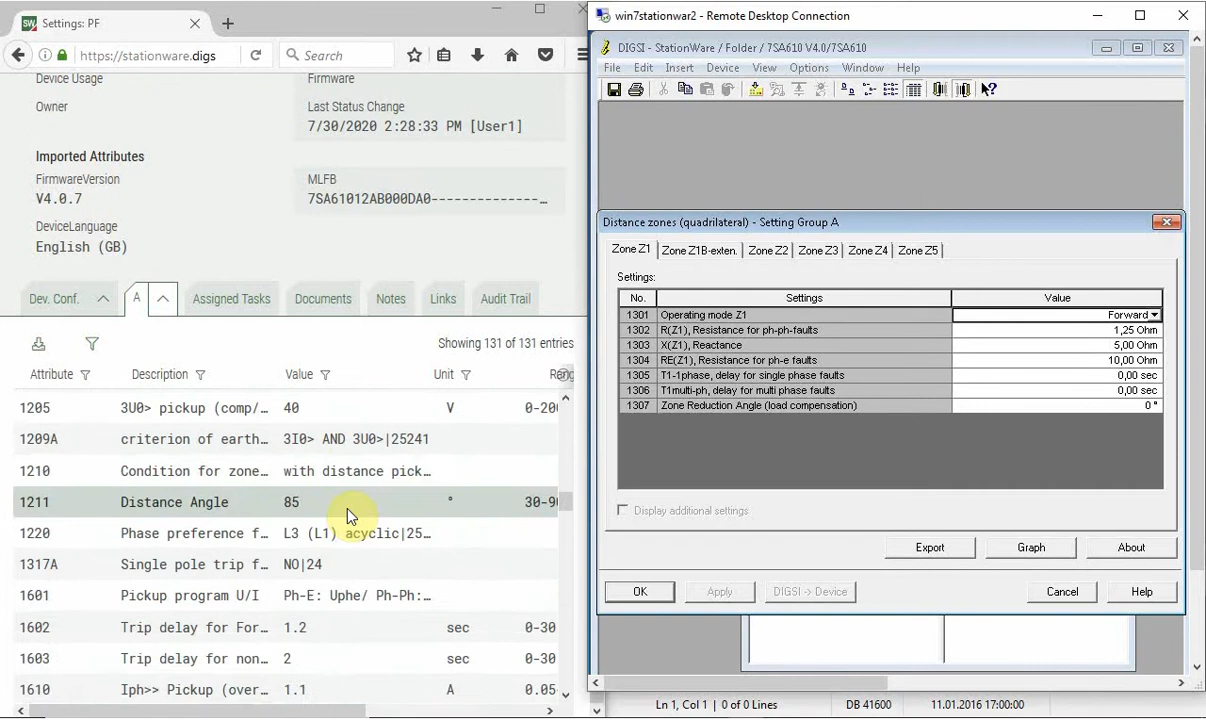 Settings: PF
https://stationware.digs
Search
Device Usage
Firmware
Owner
Last Status Change
7/30/2020 2:28:33 PM [User1]
Imported Attributes
FirmwareVersion
MLFB
V4.0.7
7SA61012AB000DA0--------------…
DeviceLanguage
English (GB)
Dev. Conf.
A
Assigned Tasks
Documents
Notes
Links
Audit Trail
Showing 131 of 131 entries
Attribute Description Value Unit
1205 3U0> pickup (comp/… 40 V
1209A criterion of earth… 3I0> AND 3U0>|25241
1210 Condition for zone… with distance pick…
1211 Distance Angle 85 °
1220 Phase preference f… L3 (L1) acyclic|25…
1317A Single pole trip f… NO|24
1601 Pickup program U/I Ph-E: Uphe/ Ph-Ph:…
1602 Trip delay for For… 1.2 sec 0-30
1603 Trip delay for non… 2 sec 0-30
1610 Iph>> Pickup (over… 1.1 A 0.05
win7stationwar2 - Remote Desktop Connection
DIGSI - StationWare / Folder / 7SA610 V4.0/7SA610
File Edit Insert Device View Options Window Help
Distance zones (quadrilateral) - Setting Group A
Zone Z1 Zone Z1B-exten. Zone Z2 Zone Z3 Zone Z4 Zone Z5
Settings:
No. Settings Value
1301 Operating mode Z1 Forward
1302 R(Z1), Resistance for ph-ph-faults 1,25 Ohm
1303 X(Z1), Reactance 5,00 Ohm
1304 RE(Z1), Resistance for ph-e faults 10,00 Ohm
1305 T1-1phase, delay for single phase faults 0,00 sec
1306 T1multi-ph, delay for multi phase faults 0,00 sec
1307 Zone Reduction Angle (load compensation) 0 °
Display additional settings
Export Graph About
OK Apply DIGSI -> Device Cancel Help
Ln 1, Col 1 0 of 0 Lines DB 41600 11.01.2016 17:00:00